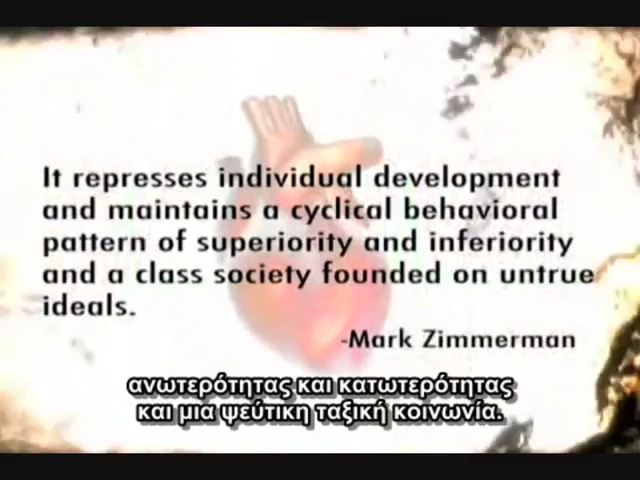 It represses individual development
and maintains a cyclical behavioral
pattern of superiority and inferiority
and a class society founded on untrue
ideals.
-Mark Zimmerman
ανωτερότητας και κατωτερότητας
και μια ψεύτικη ταξική κοινωνία.